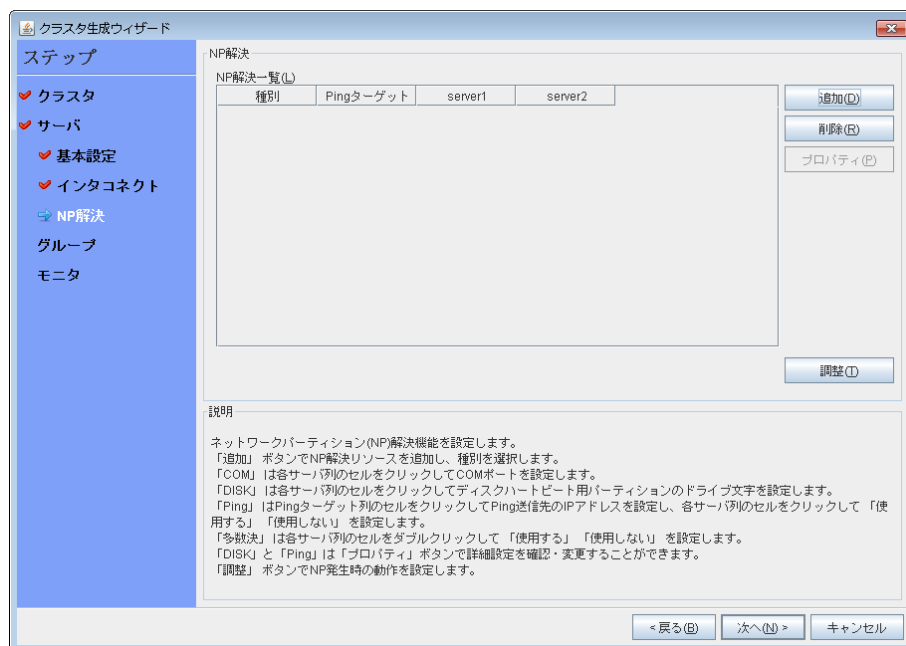 クラスタ生成ウィザード
ステップ
クラスタ
サーバ
基本設定
インタコネクト
NP解決
グループ
モニタ
NP解決
NP解決一覧(L)
種別 Pingターゲット server1 server2
追加(D)
削除(R)
プロパティ(P)
調整(T)
説明
ネットワークパーティション(NP)解決機能を設定します。
「追加」 ボタンでNP解決リソースを追加し、種別を選択します。
「COM」 は各サーバ列のセルをクリックしてCOMポートを設定します。
「DISK」 は各サーバ列のセルをクリックしてディスクハートビート用パーティションのドライブ文字を設定します。
「Ping」 はPingターゲット列のセルをクリックしてPing送信先のIPアドレスを設定し、各サーバ列のセルをクリックして 「使
用する」 「使用しない」 を設定します。
「多数決」 は各サーバ列のセルをダブルクリックして 「使用する」 「使用しない」 を設定します。
「DISK」 と 「Ping」 は 「プロパティ」 ボタンで詳細設定を確認・変更することができます。
「調整」 ボタンでNP発生時の動作を設定します。
<戻る(B) 次へ(N)> キャンセル